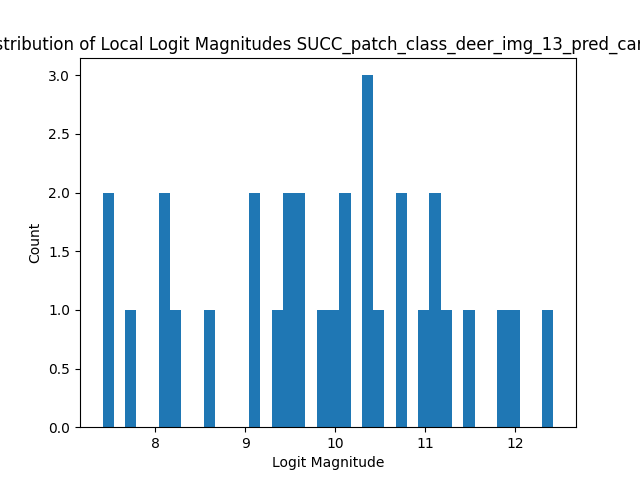 stribution of Local Logit Magnitudes SUCC_patch_class_deer_img_13_pred_car
3.0
2.5
2.0
1.5
1.0
0.5
0.0
Count
8 9 10 11 12
Logit Magnitude